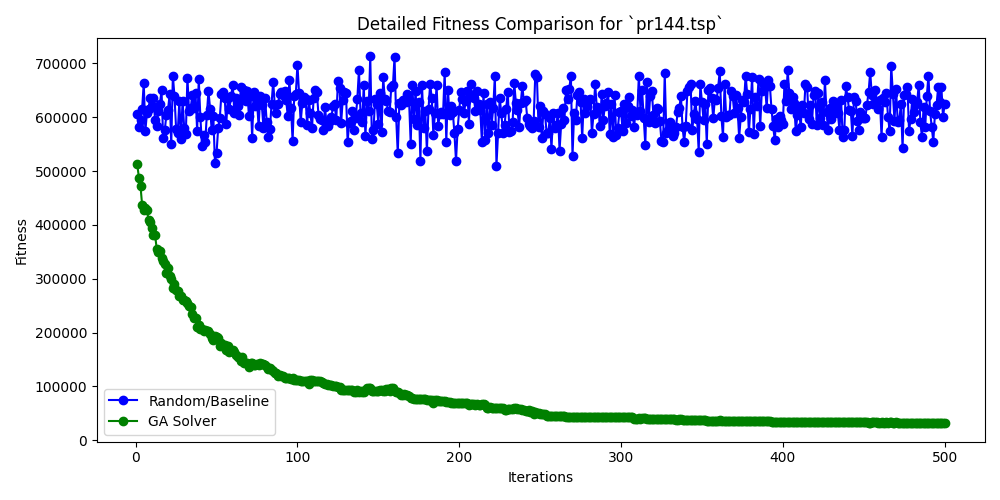 Detailed Fitness Comparison for `pr144.tsp`
Fitness
700000
600000
500000
400000
300000
200000
100000
0
Random/Baseline
GA Solver
0 100 200 300 400 500
Iterations